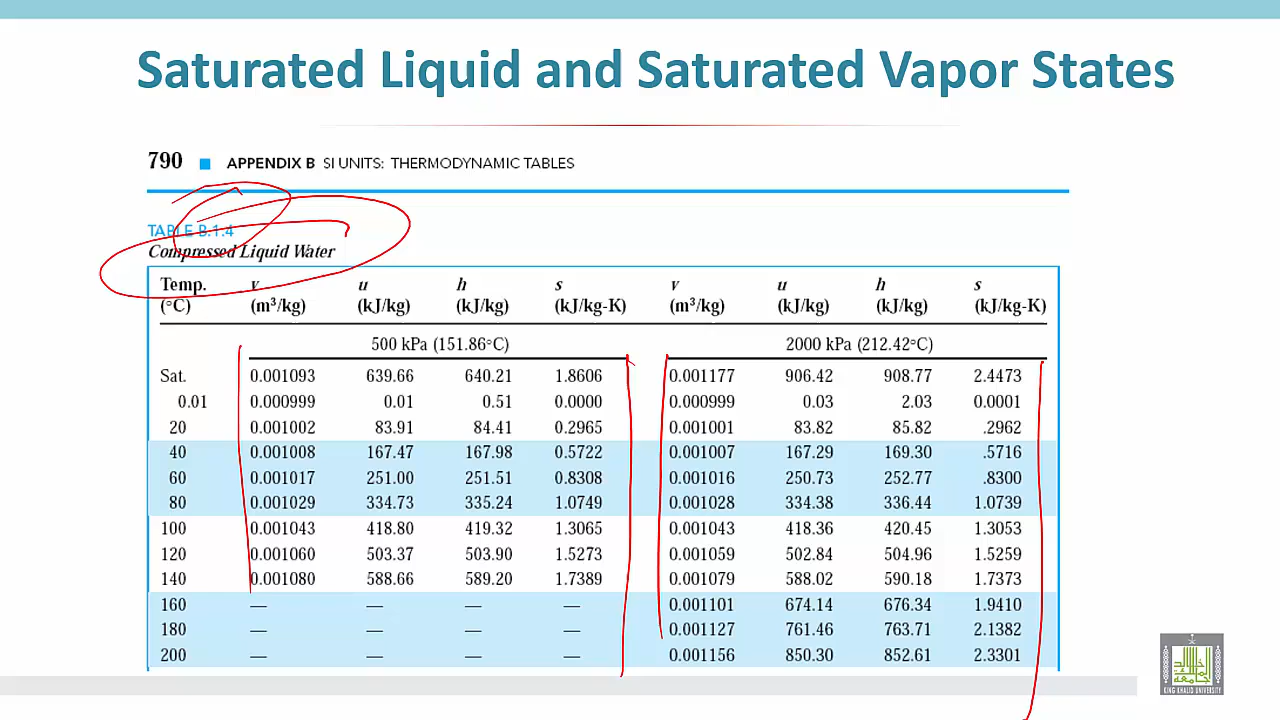 Saturated Liquid and Saturated Vapor States
790 ■ APPENDIX B SI UNITS: THERMODYNAMIC TABLES
TABLE B.1.4
Compressed Liquid Water
Temp. v u h s v u h s
(°C) (m³/kg) (kJ/kg) (kJ/kg) (kJ/kg-K) (m³/kg) (kJ/kg) (kJ/kg) (kJ/kg-K)
500 kPa (151.86°C) 2000 kPa (212.42°C)
Sat. 0.001093 639.66 640.21 1.8606 0.001177 906.42 908.77 2.4473
0.01 0.000999 0.01 0.51 0.0000 0.000999 0.03 2.03 0.0001
20 0.001002 83.91 84.41 0.2965 0.001001 83.82 85.82 .2962
40 0.001008 167.47 167.98 0.5722 0.001007 167.29 169.30 .5716
60 0.001017 251.00 251.51 0.8308 0.001016 250.73 252.77 .8300
80 0.001029 334.73 335.24 1.0749 0.001028 334.38 336.44 1.0739
100 0.001043 418.80 419.32 1.3065 0.001043 418.36 420.45 1.3053
120 0.001060 503.37 503.90 1.5273 0.001059 502.84 504.96 1.5259
140 0.001080 588.66 589.20 1.7389 0.001079 588.02 590.18 1.7373
160 — — — — 0.001101 674.14 676.34 1.9410
180 — — — — 0.001127 761.46 763.71 2.1382
200 — — — — 0.001156 850.30 852.61 2.3301
KING KHALID UNIVERSITY